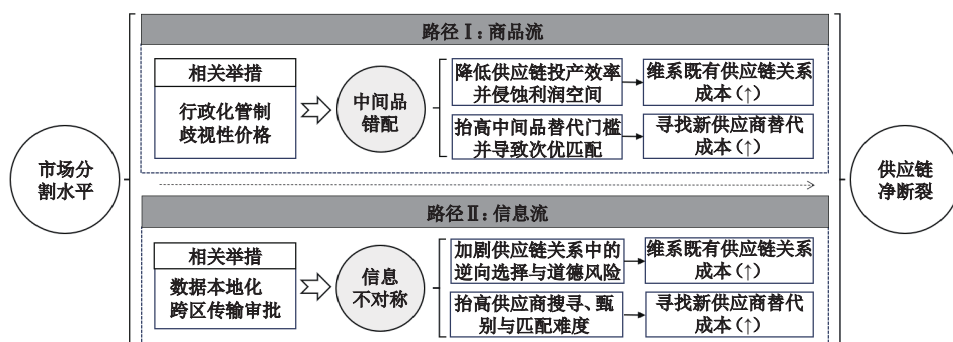 市场分
割水平
路径Ⅰ：商品流
相关举措
行政化管制
歧视性价格
中间品
错配
降低供应链投产效率
并侵蚀利润空间
维系既有供应链关系
成本(↑)
抬高中间品替代门槛
并导致次优匹配
寻找新供应商替代
成本(↑)
路径Ⅱ：信息流
相关举措
数据本地化
跨区传输审批
信息
不对称
加剧供应链关系中的
逆向选择与道德风险
维系既有供应链关系
成本(↑)
抬高供应商搜寻、甄
别与匹配难度
寻找新供应商替代
成本(↑)
供应链
净断裂